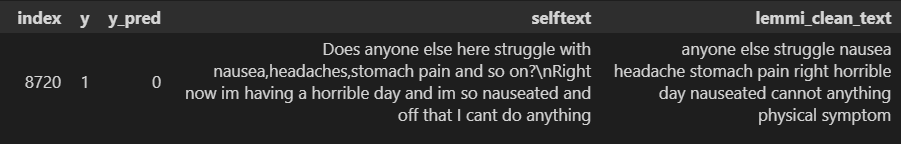 index y y_pred selftext lemmi_clean_text
Does anyone else here struggle with anyone else struggle nausea
nausea,headaches,stomach pain and so on?\nRight headache stomach pain right horrible
8720 1 0 now im having a horrible day and im so nauseated and day nauseated cannot anything
off that I cant do anything physical symptom